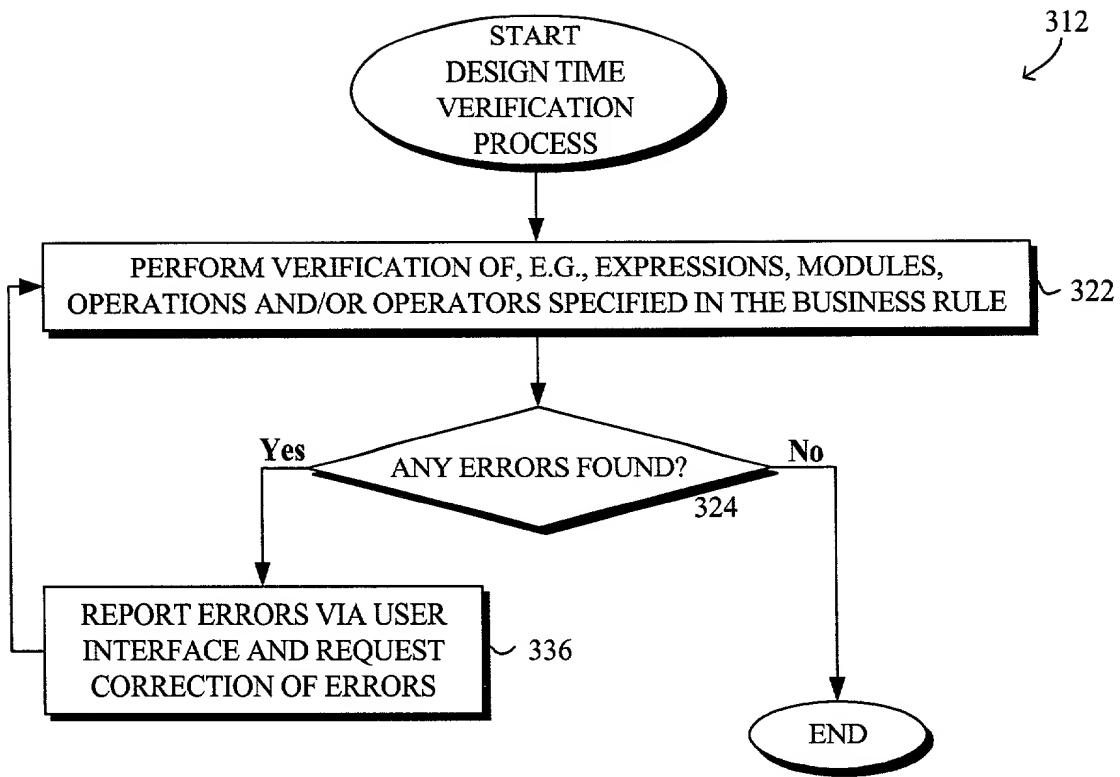 312
START
DESIGN TIME
VERIFICATION
PROCESS
PERFORM VERIFICATION OF, E.G., EXPRESSIONS, MODULES,
OPERATIONS AND/OR OPERATORS SPECIFIED IN THE BUSINESS RULE
322
Yes
ANY ERRORS FOUND?
No
324
REPORT ERRORS VIA USER
INTERFACE AND REQUEST
CORRECTION OF ERRORS
336
END